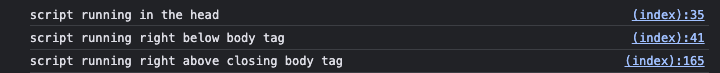 script running in the head (index):35
script running right below body tag (index):41
script running right above closing body tag (index):165